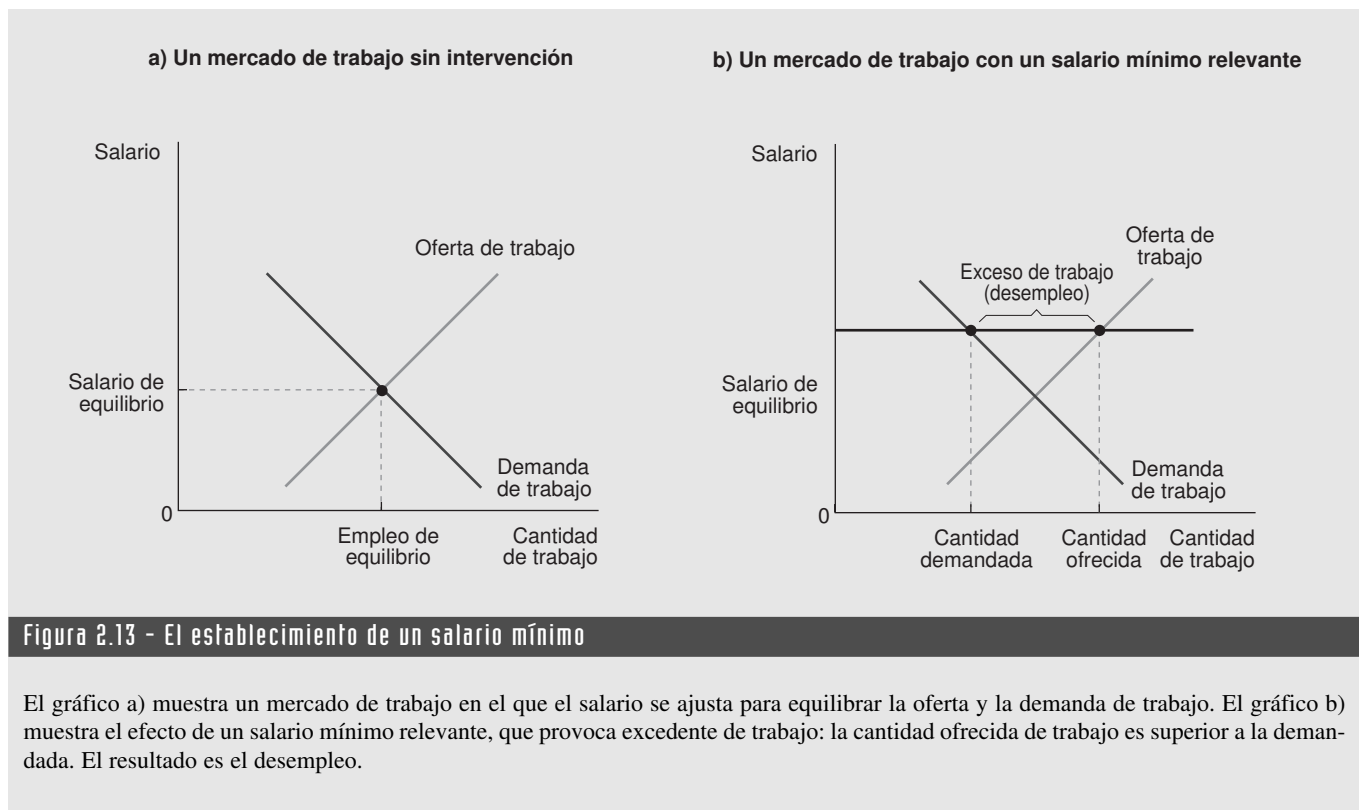 a) Un mercado de trabajo sin intervención
Salario
Oferta de trabajo
Salario de
equilibrio
Demanda
de trabajo
0
Empleo de
equilibrio
Cantidad
de trabajo
b) Un mercado de trabajo con un salario mínimo relevante
Salario
Oferta de
trabajo
Exceso de trabajo
(desempleo)
Salario de
equilibrio
Demanda
de trabajo
0
Cantidad
demandada
Cantidad
ofrecida
Cantidad
de trabajo
Figura 2.13 - El establecimiento de un salario mínimo
El gráfico a) muestra un mercado de trabajo en el que el salario se ajusta para equilibrar la oferta y la demanda de trabajo. El gráfico b)
muestra el efecto de un salario mínimo relevante, que provoca excedente de trabajo: la cantidad ofrecida de trabajo es superior a la deman-
dada. El resultado es el desempleo.